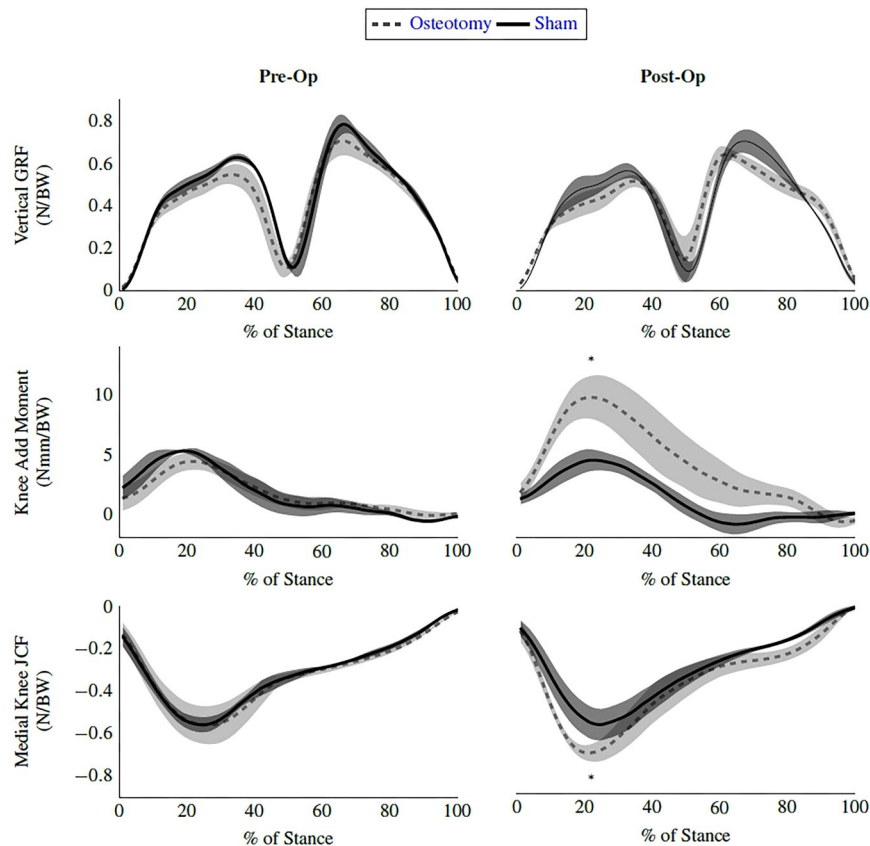 Osteotomy Sham
Pre-Op Post-Op
Vertical GRF
(N/BW)
0.8
0.6
0.4
0.2
0
0 20 40 60 80 100
0 20 40 60 80 100
% of Stance % of Stance
Knee Add Moment
(Nmm/BW)
10
5
0
*
0 20 40 60 80 100
0 20 40 60 80 100
% of Stance % of Stance
Medial Knee JCF
(N/BW)
0
−0.2
−0.4
−0.6
−0.8
*
0 20 40 60 80 100
0 20 40 60 80 100
% of Stance % of Stance